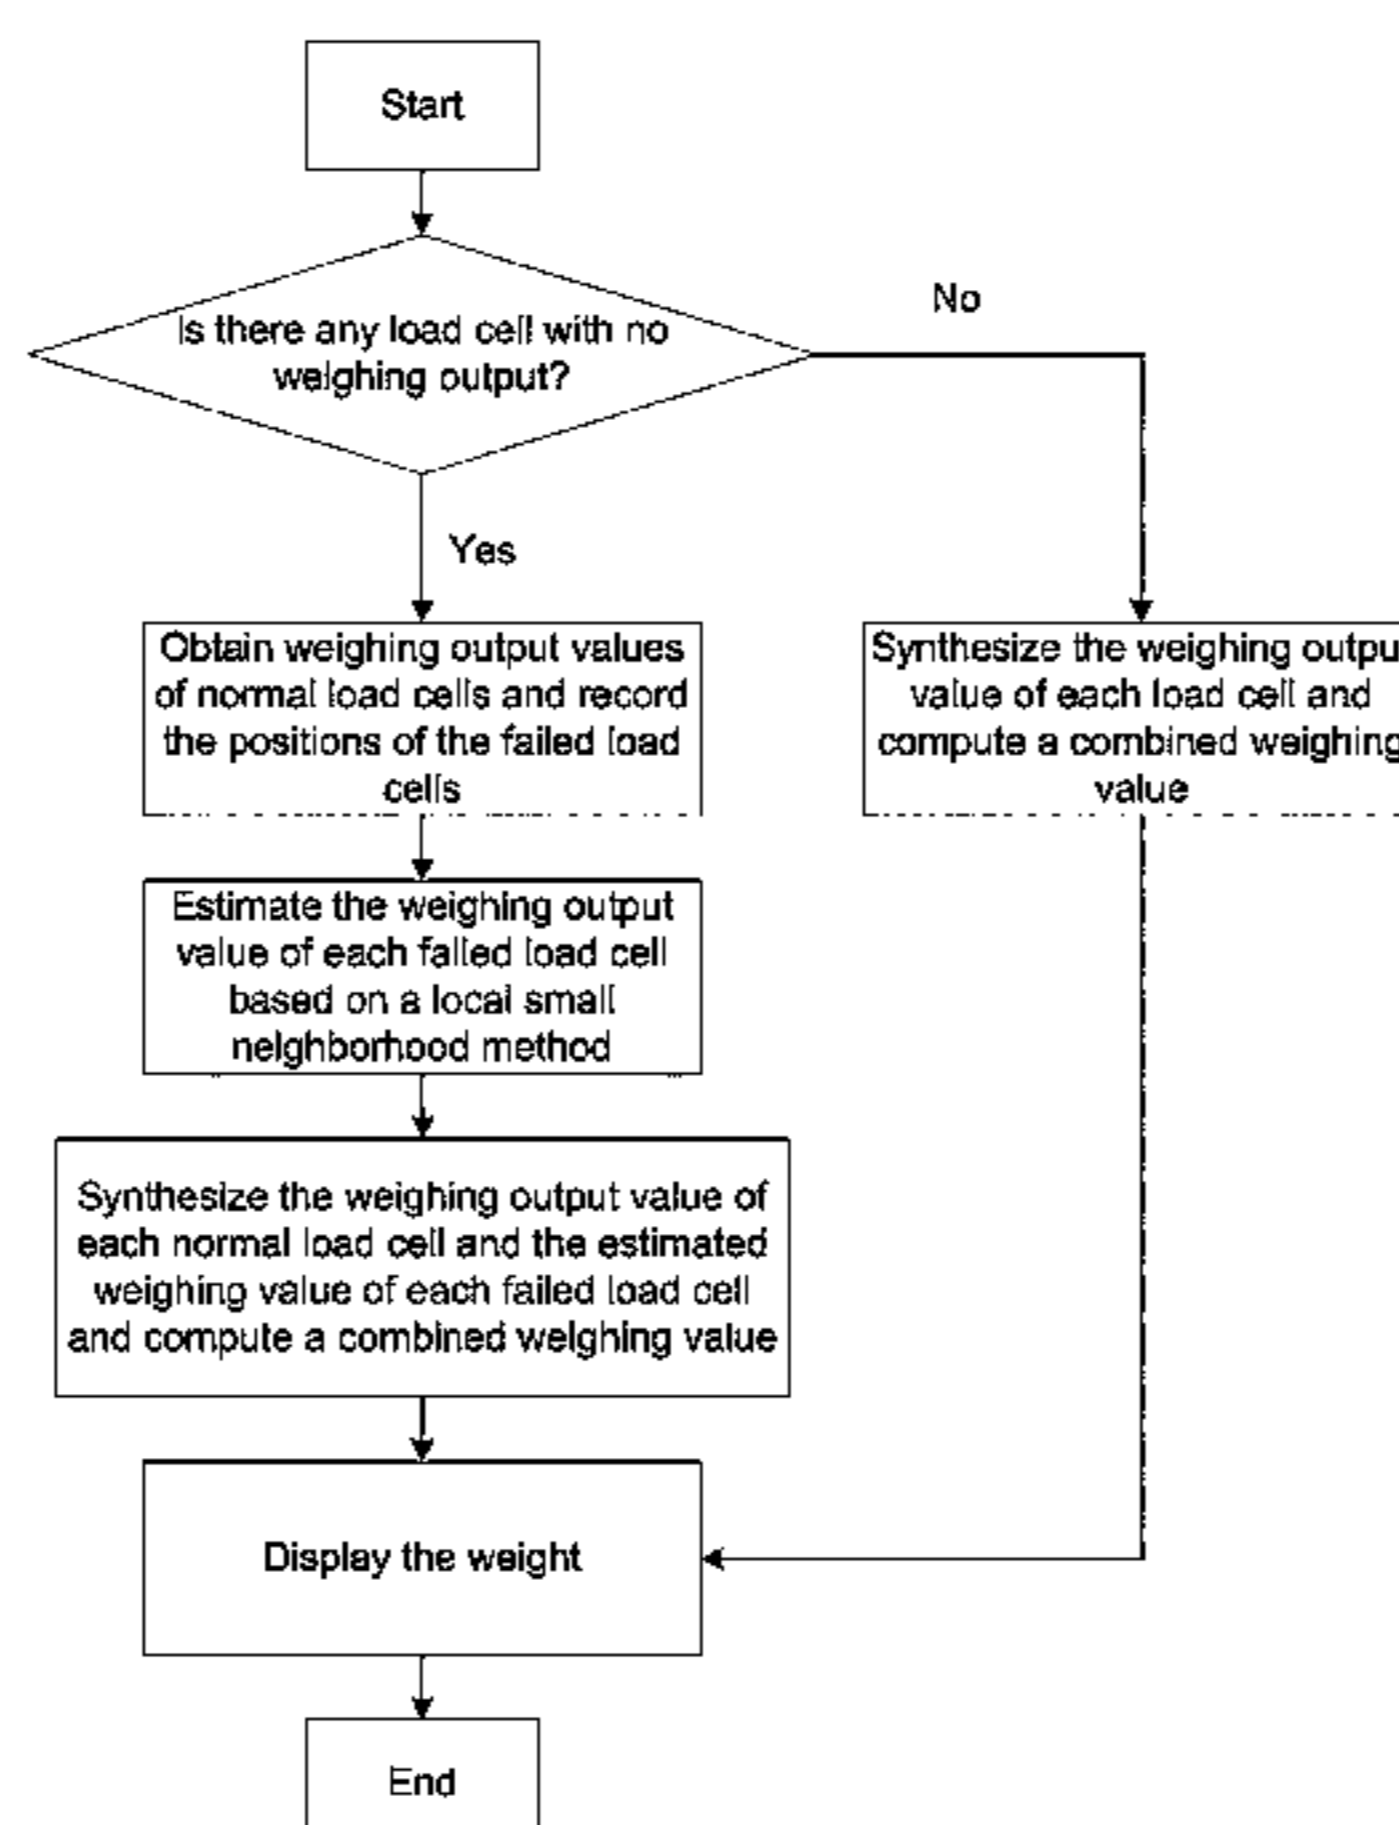 Start
No
Is there any load cell with no
weighing output?
Yes
Obtain weighing output values
of normal load cells and record
the positions of the failed load
cells
Synthesize the weighing outpu
value of each load cell and
compute a combined weighing
value
Estimate the weighing output
value of each failed load cell
based on a local small
neighborhood method
Synthesize the weighing output value of
each normal load cell and the estimated
weighing value of each failed load cell
and compute a combined weighing value
Display the weight
End